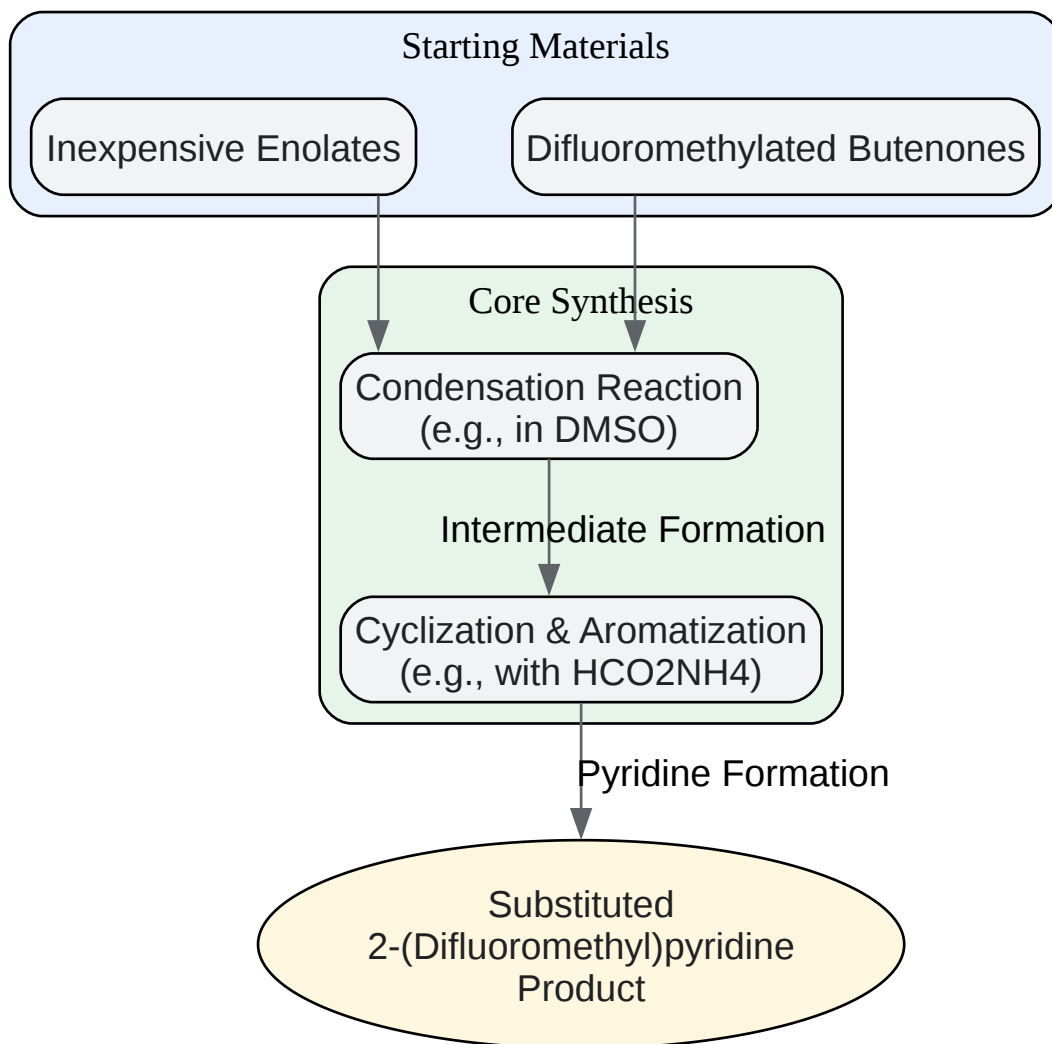 Starting Materials
Inexpensive Enolates
Difluoromethylated Butenones
Core Synthesis
Condensation Reaction
(e.g., in DMSO)
Intermediate Formation
Cyclization & Aromatization
(e.g., with HCO2NH4)
Pyridine Formation
Substituted
2-(Difluoromethyl)pyridine
Product